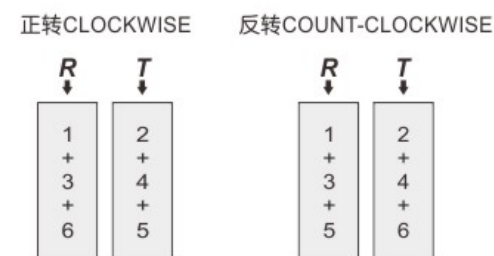 正转CLOCKWISE 反转COUNT-CLOCKWISE
R T R T
1 2 1 2
+ + + +
3 4 3 4
+ + + +
6 5 5 6